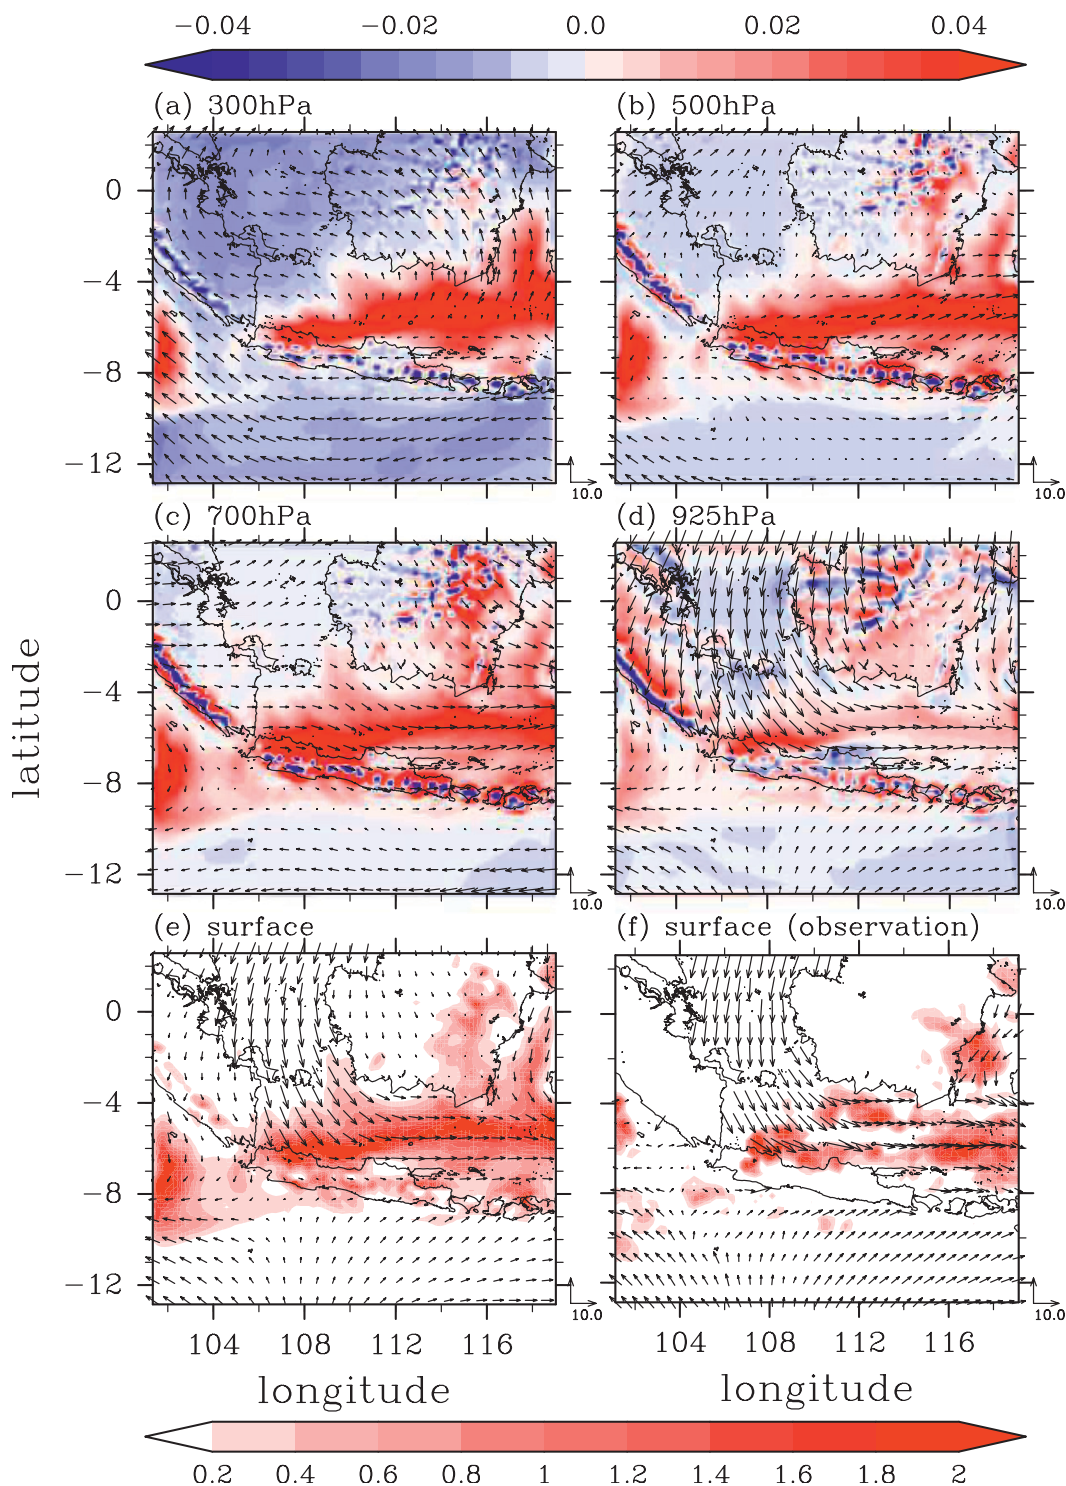 −0.04 −0.02 0.0 0.02 0.04
(a) 300hPa (b) 500hPa
0
−4
−8
−12
10.0 10.0
(c) 700hPa (d) 925hPa
0
−4
−8
−12
10.0 10.0
latitude
(e) surface (f) surface (observation)
0
−4
−8
−12
10.0 10.0
104 108 112 116 104 108 112 116
longitude longitude
0.2 0.4 0.6 0.8 1 1.2 1.4 1.6 1.8 2